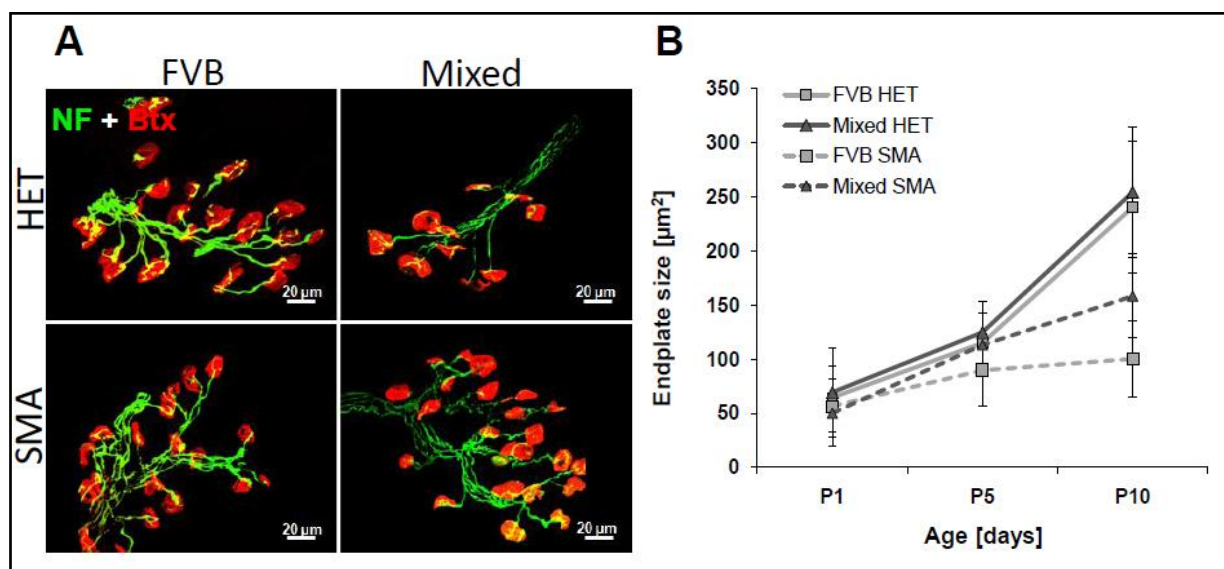 A
B
FVB
Mixed
HET
SMA
NF + Btx
20 µm
20 µm
20 µm
20 µm
FVB HET
Mixed HET
FVB SMA
Mixed SMA
Endplate size [µm²]
350
300
250
200
150
100
50
0
P1
P5
P10
Age [days]